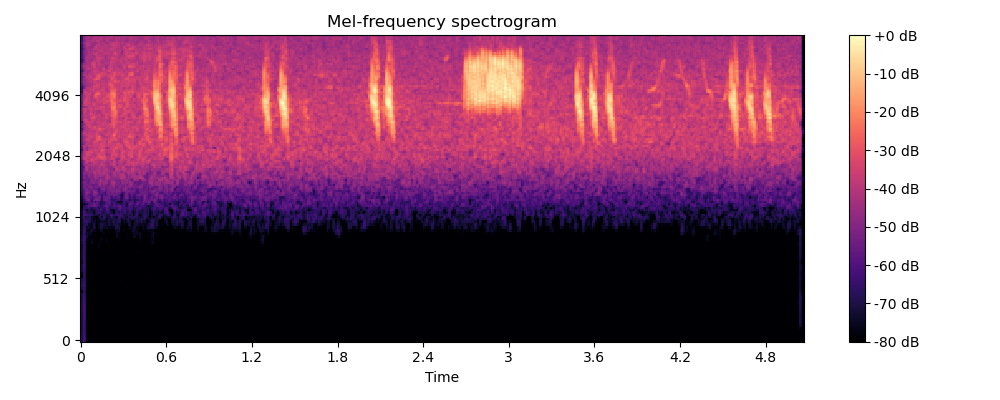 Mel-frequency spectrogram
Hz
4096
2048
1024
512
0
0 0.6 1.2 1.8 2.4 3 3.6 4.2 4.8
Time
+0 dB
-10 dB
-20 dB
-30 dB
-40 dB
-50 dB
-60 dB
-70 dB
-80 dB